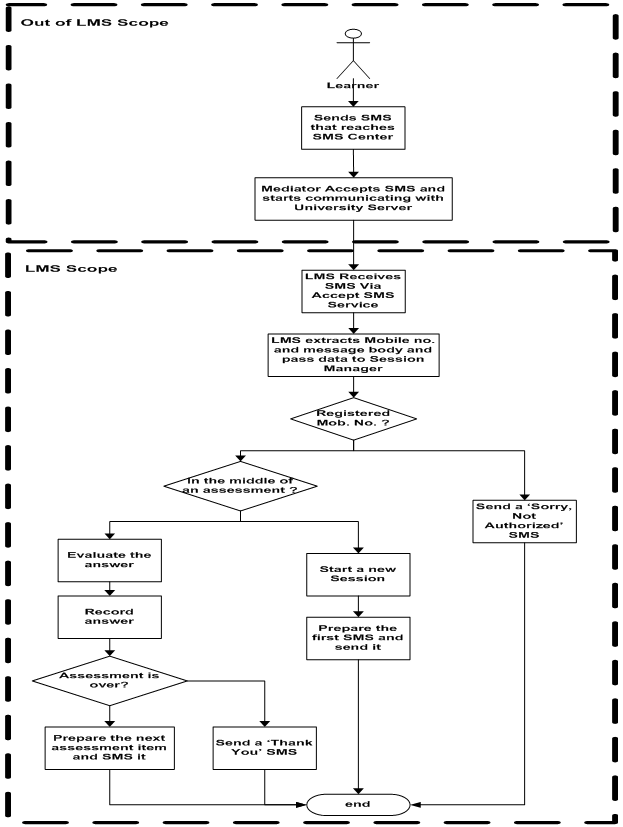 Out of LMS Scope
Learner
Sends SMS
that reaches
SMS Center
Mediator Accepts SMS and
starts communicating with
University Server
LMS Scope
LMS Receives
SMS Via
Accept SMS
Service
LMS extracts Mobile no.
and message body and
pass data to Session
Manager
Registered
Mob. No. ?
In the middle of
an assessment ?
Send a ‘Sorry,
Not
Authorized’
SMS
Evaluate the
answer
Start a new
Session
Record
answer
Prepare the
first SMS and
send it
Assessment is
over?
Prepare the next
assessment item
and SMS it
Send a ‘Thank
You’ SMS
end